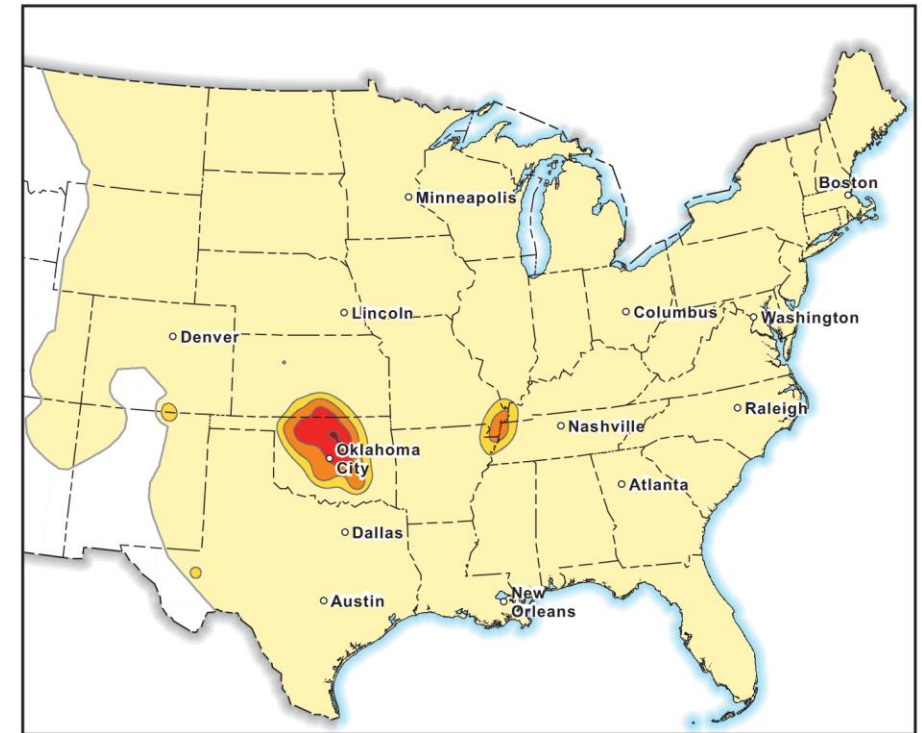 Boston
Minneapolis
Lincoln
Columbus
Washington
Denver
Raleigh
Nashville
Oklahoma
City
Atlanta
Dallas
New
Orleans
Austin